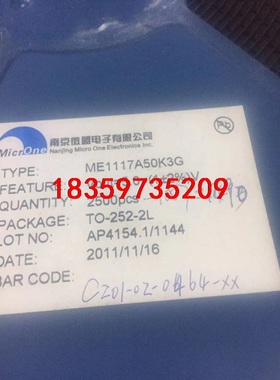 MicrOne
南京微盟电子有限公司
Nanjing Micro One Electronics Inc.
TYPE: ME1117A50K3G
FEATURE:
18359735209
QUANTITY: 2500pcs
PACKAGE: TO-252-2L
LOT NO: AP4154.1/1144
DATE: 2011/11/16
BAR CODE:
C201-02-0464-XX